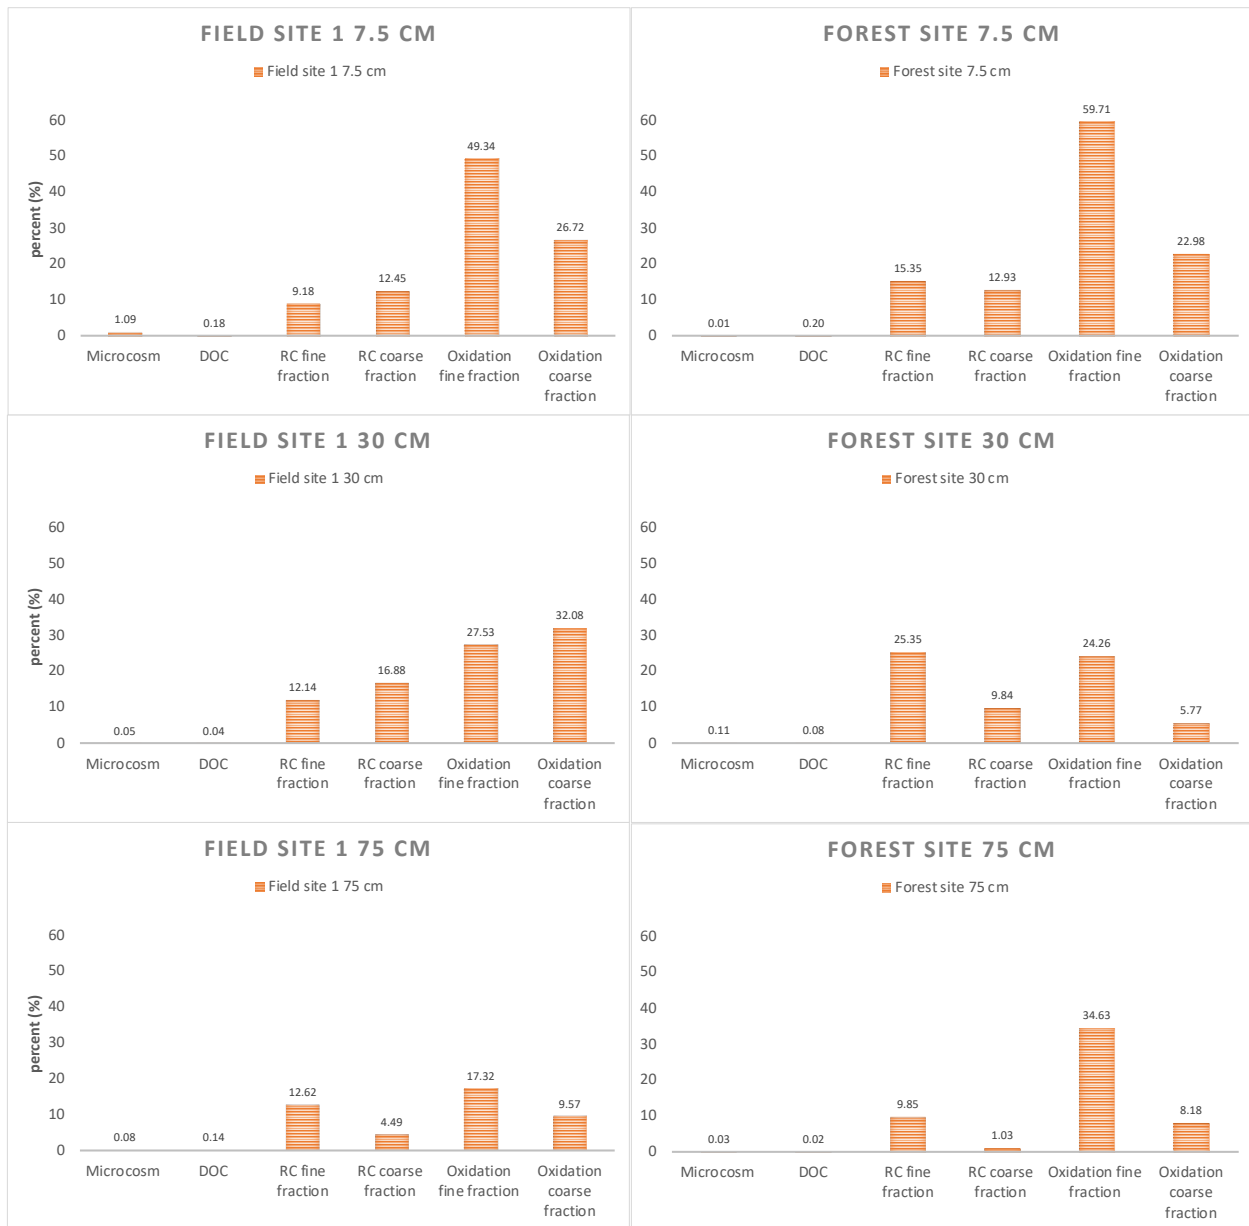 FIELD SITE 1 7.5 CM
Field site 1 7.5 cm
percent (%)
60
50
40
30
20
10
0
1.09
0.18
9.18
12.45
49.34
26.72
Microcosm
DOC
RC fine
fraction
RC coarse
fraction
Oxidation
fine fraction
Oxidation
coarse
fraction
FOREST SITE 7.5 CM
Forest site 7.5 cm
60
50
40
30
20
10
0
0.01
0.20
15.35
12.93
59.71
22.98
Microcosm
DOC
RC fine
fraction
RC coarse
fraction
Oxidation fine
fraction
Oxidation
coarse
fraction
FIELD SITE 1 30 CM
Field site 1 30 cm
percent (%)
60
50
40
30
20
10
0
0.05
0.04
12.14
16.88
27.53
32.08
Microcosm
DOC
RC fine
fraction
RC coarse
fraction
Oxidation
fine fraction
Oxidation
coarse
fraction
FOREST SITE 30 CM
Forest site 30 cm
60
50
40
30
20
10
0
0.11
0.08
25.35
9.84
24.26
5.77
Microcosm
DOC
RC fine
fraction
RC coarse
fraction
Oxidation fine
fraction
Oxidation
coarse
fraction
FIELD SITE 1 75 CM
Field site 1 75 cm
percent (%)
60
50
40
30
20
10
0
0.08
0.14
12.62
4.49
17.32
9.57
Microcosm
DOC
RC fine
fraction
RC coarse
fraction
Oxidation
fine fraction
Oxidation
coarse
fraction
FOREST SITE 75 CM
Forest site 75 cm
60
50
40
30
20
10
0
0.03
0.02
9.85
1.03
34.63
8.18
Microcosm
DOC
RC fine
fraction
RC coarse
fraction
Oxidation fine
fraction
Oxidation
coarse
fraction